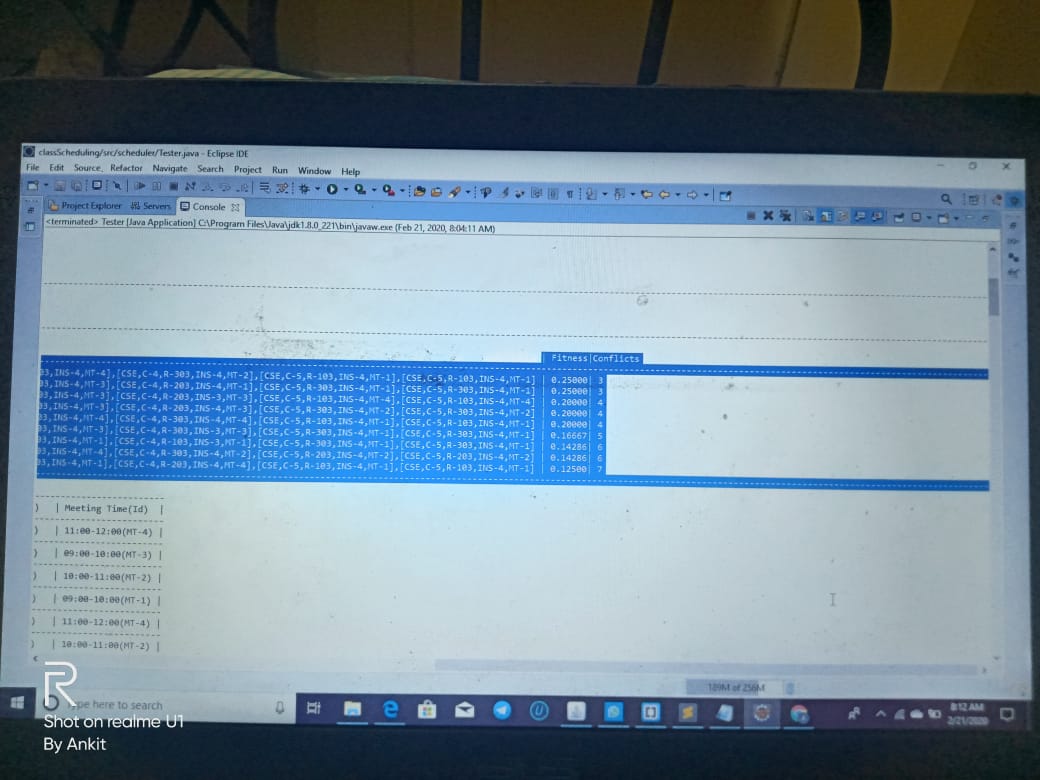 classScheduling/src/scheduler/Tester.java - Eclipse IDE
File Edit Source Refactor Navigate Search Project Run Window Help
Project Explorer Servers Console
<terminated> Tester [Java Application] C:\Program Files\Java\jdk1.8.0_221\bin\javaw.exe (Feb 21, 2020, 8:04:11 AM)
| Fitness|Conflicts
03,INS-4,MT-4],[CSE,C-4,R-303,INS-4,MT-2],[CSE,C-5,R-103,INS-4,MT-1],[CSE,C-5,R-103,INS-4,MT-1] | 0.25000| 3
03,INS-4,MT-3],[CSE,C-4,R-203,INS-4,MT-1],[CSE,C-5,R-303,INS-4,MT-1],[CSE,C-5,R-303,INS-4,MT-1] | 0.25000| 3
03,INS-4,MT-3],[CSE,C-4,R-203,INS-3,MT-3],[CSE,C-5,R-103,INS-4,MT-4],[CSE,C-5,R-103,INS-4,MT-4] | 0.20000| 4
03,INS-4,MT-3],[CSE,C-4,R-203,INS-4,MT-3],[CSE,C-5,R-303,INS-4,MT-2],[CSE,C-5,R-303,INS-4,MT-2] | 0.20000| 4
03,INS-4,MT-4],[CSE,C-4,R-303,INS-4,MT-4],[CSE,C-5,R-103,INS-4,MT-1],[CSE,C-5,R-103,INS-4,MT-1] | 0.20000| 4
03,INS-4,MT-3],[CSE,C-4,R-303,INS-3,MT-3],[CSE,C-5,R-303,INS-4,MT-1],[CSE,C-5,R-303,INS-4,MT-1] | 0.16667| 5
03,INS-4,MT-1],[CSE,C-4,R-103,INS-3,MT-1],[CSE,C-5,R-303,INS-4,MT-1],[CSE,C-5,R-303,INS-4,MT-1] | 0.14286| 6
03,INS-4,MT-4],[CSE,C-4,R-303,INS-4,MT-2],[CSE,C-5,R-203,INS-4,MT-2],[CSE,C-5,R-203,INS-4,MT-2] | 0.14286| 6
03,INS-4,MT-1],[CSE,C-4,R-203,INS-4,MT-4],[CSE,C-5,R-103,INS-4,MT-1],[CSE,C-5,R-103,INS-4,MT-1] | 0.12500| 7
) | Meeting Time(Id) |
) | 11:00-12:00(MT-4) |
) | 09:00-10:00(MT-3) |
) | 10:00-11:00(MT-2) |
) | 09:00-10:00(MT-1) |
) | 11:00-12:00(MT-4) |
) | 10:00-11:00(MT-2) |
189M of 256M
here to search
8:12 AM
2/21/2020
R
Shot on realme U1
By Ankit